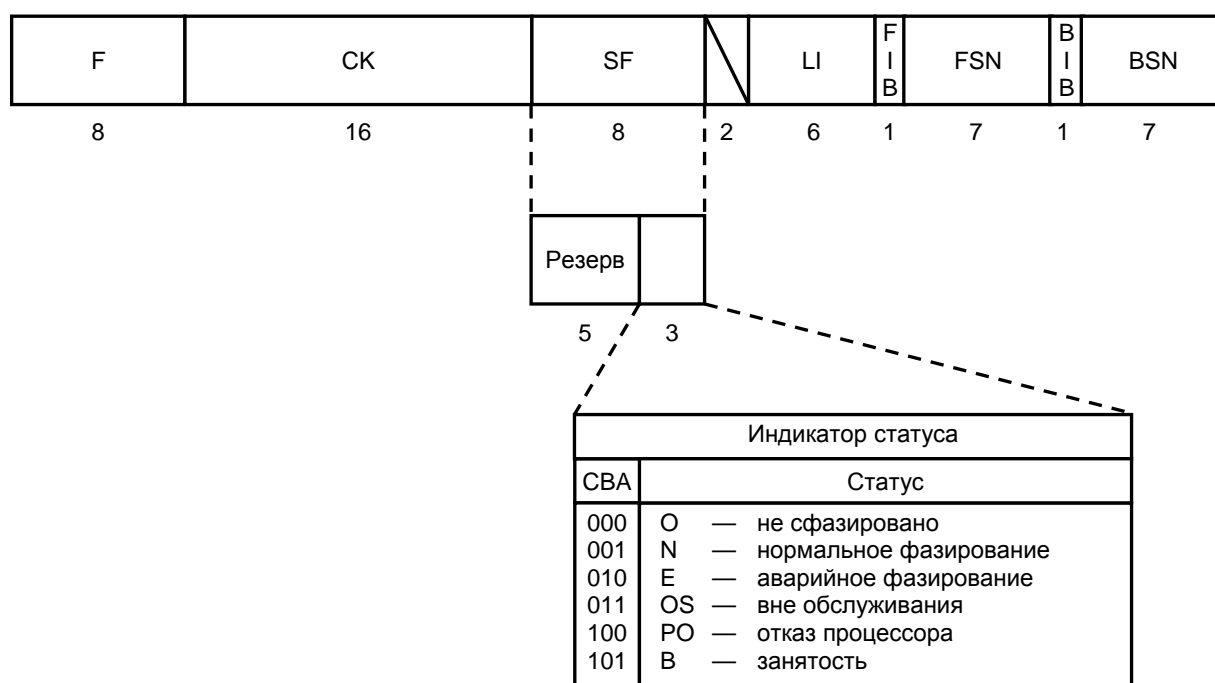 F CK SF LI FIB FSN BIB BSN
8 16 8 2 6 1 7 1 7
Резерв
5 3
Индикатор статуса
CBA Статус
000 O — не сфазировано
001 N — нормальное фазирование
010 E — аварийное фазирование
011 OS — вне обслуживания
100 PO — отказ процессора
101 B — занятость